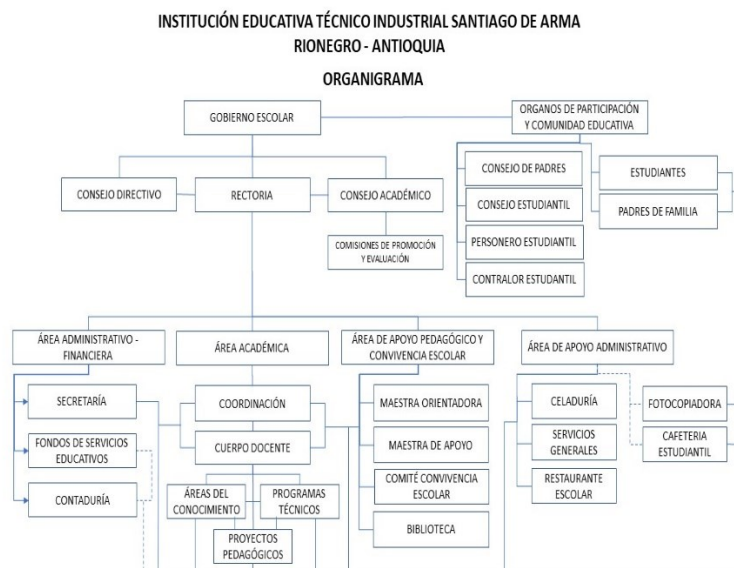 INSTITUCIÓN EDUCATIVA TÉCNICO INDUSTRIAL SANTIAGO DE ARMA
RIONEGRO - ANTIOQUIA
ORGANIGRAMA
GOBIERNO ESCOLAR
ORGANOS DE PARTICIPACIÓN
Y COMUNIDAD EDUCATIVA
CONSEJO DIRECTIVO
RECTORIA
CONSEJO ACADÉMICO
COMISIONES DE PROMOCIÓN
Y EVALUACIÓN
CONSEJO DE PADRES
CONSEJO ESTUDIANTIL
PERSONERO ESTUDIANTIL
CONTRALOR ESTUDANTIL
ESTUDIANTES
PADRES DE FAMILIA
ÁREA ADMINISTRATIVO -
FINANCIERA
SECRETARÍA
FONDOS DE SERVICIOS
EDUCATIVOS
CONTADURÍA
ÁREA ACADÉMICA
COORDINACIÓN
CUERPO DOCENTE
ÁREAS DEL
CONOCIMIENTO
PROGRAMAS
TÉCNICOS
PROYECTOS
PEDAGÓGICOS
ÁREA DE APOYO PEDAGÓGICO Y
CONVIVENCIA ESCOLAR
MAESTRA ORIENTADORA
MAESTRA DE APOYO
COMITÉ CONVIVENCIA
ESCOLAR
BIBLIOTECA
ÁREA DE APOYO ADMINISTRATIVO
CELADURÍA
SERVICIOS
GENERALES
RESTAURANTE
ESCOLAR
FOTOCOPIADORA
CAFETERIA
ESTUDIANTIL